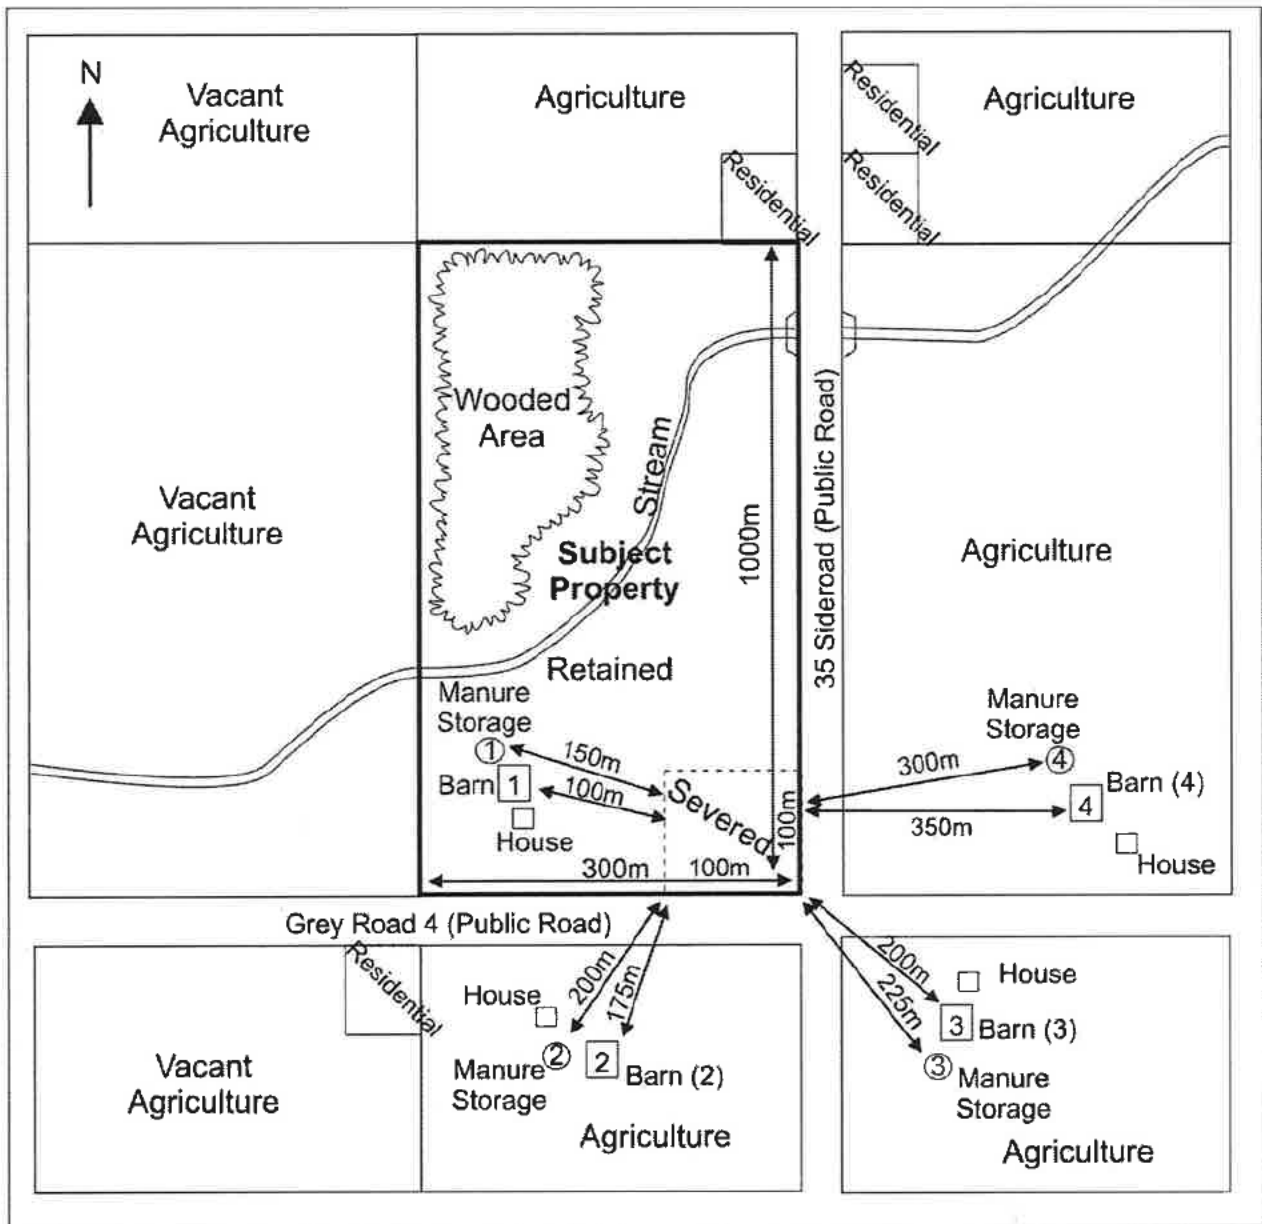 N
Vacant
Agriculture
Agriculture
Residential
Agriculture
Residential
Residential
Wooded
Area
Stream
1000m
35 Sideroad (Public Road)
Vacant
Agriculture
Subject
Property
Agriculture
Retained
Manure
Storage
1
150m
Barn 1
100m
House
Severed
100m
300m
100m
Manure
Storage
4
300m
Barn (4)
4
350m
House
Grey Road 4 (Public Road)
Residential
Vacant
Agriculture
House
200m
175m
Manure
Storage
2
2
Barn (2)
Agriculture
200m
225m
House
3
Barn (3)
3
Manure
Storage
Agriculture